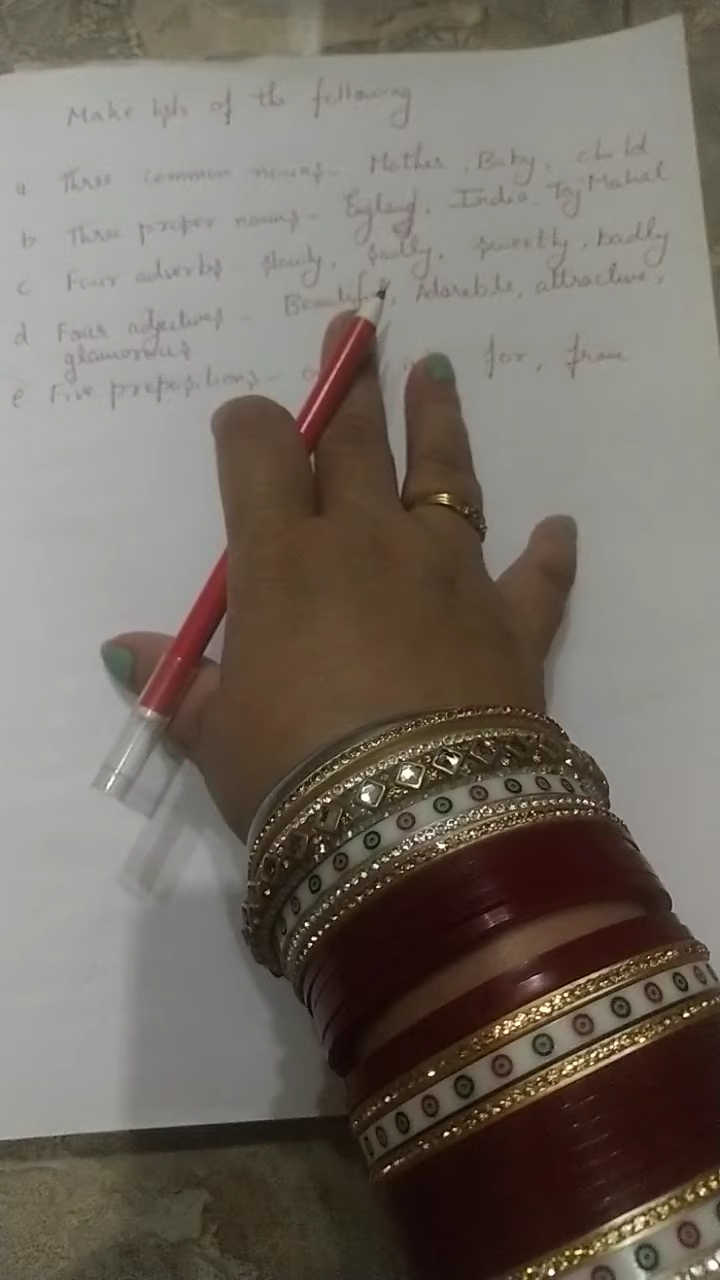 Make lists of the following
a Three common nouns - Mother, Baby, child
b Three proper nouns - England, India, Taj Mahal
c Four adverbs - slowly, sadly, sweetly, badly
d Four adjectives - Beautiful, Adorable, attractive,
glamorous
e Five prepositions - for, from